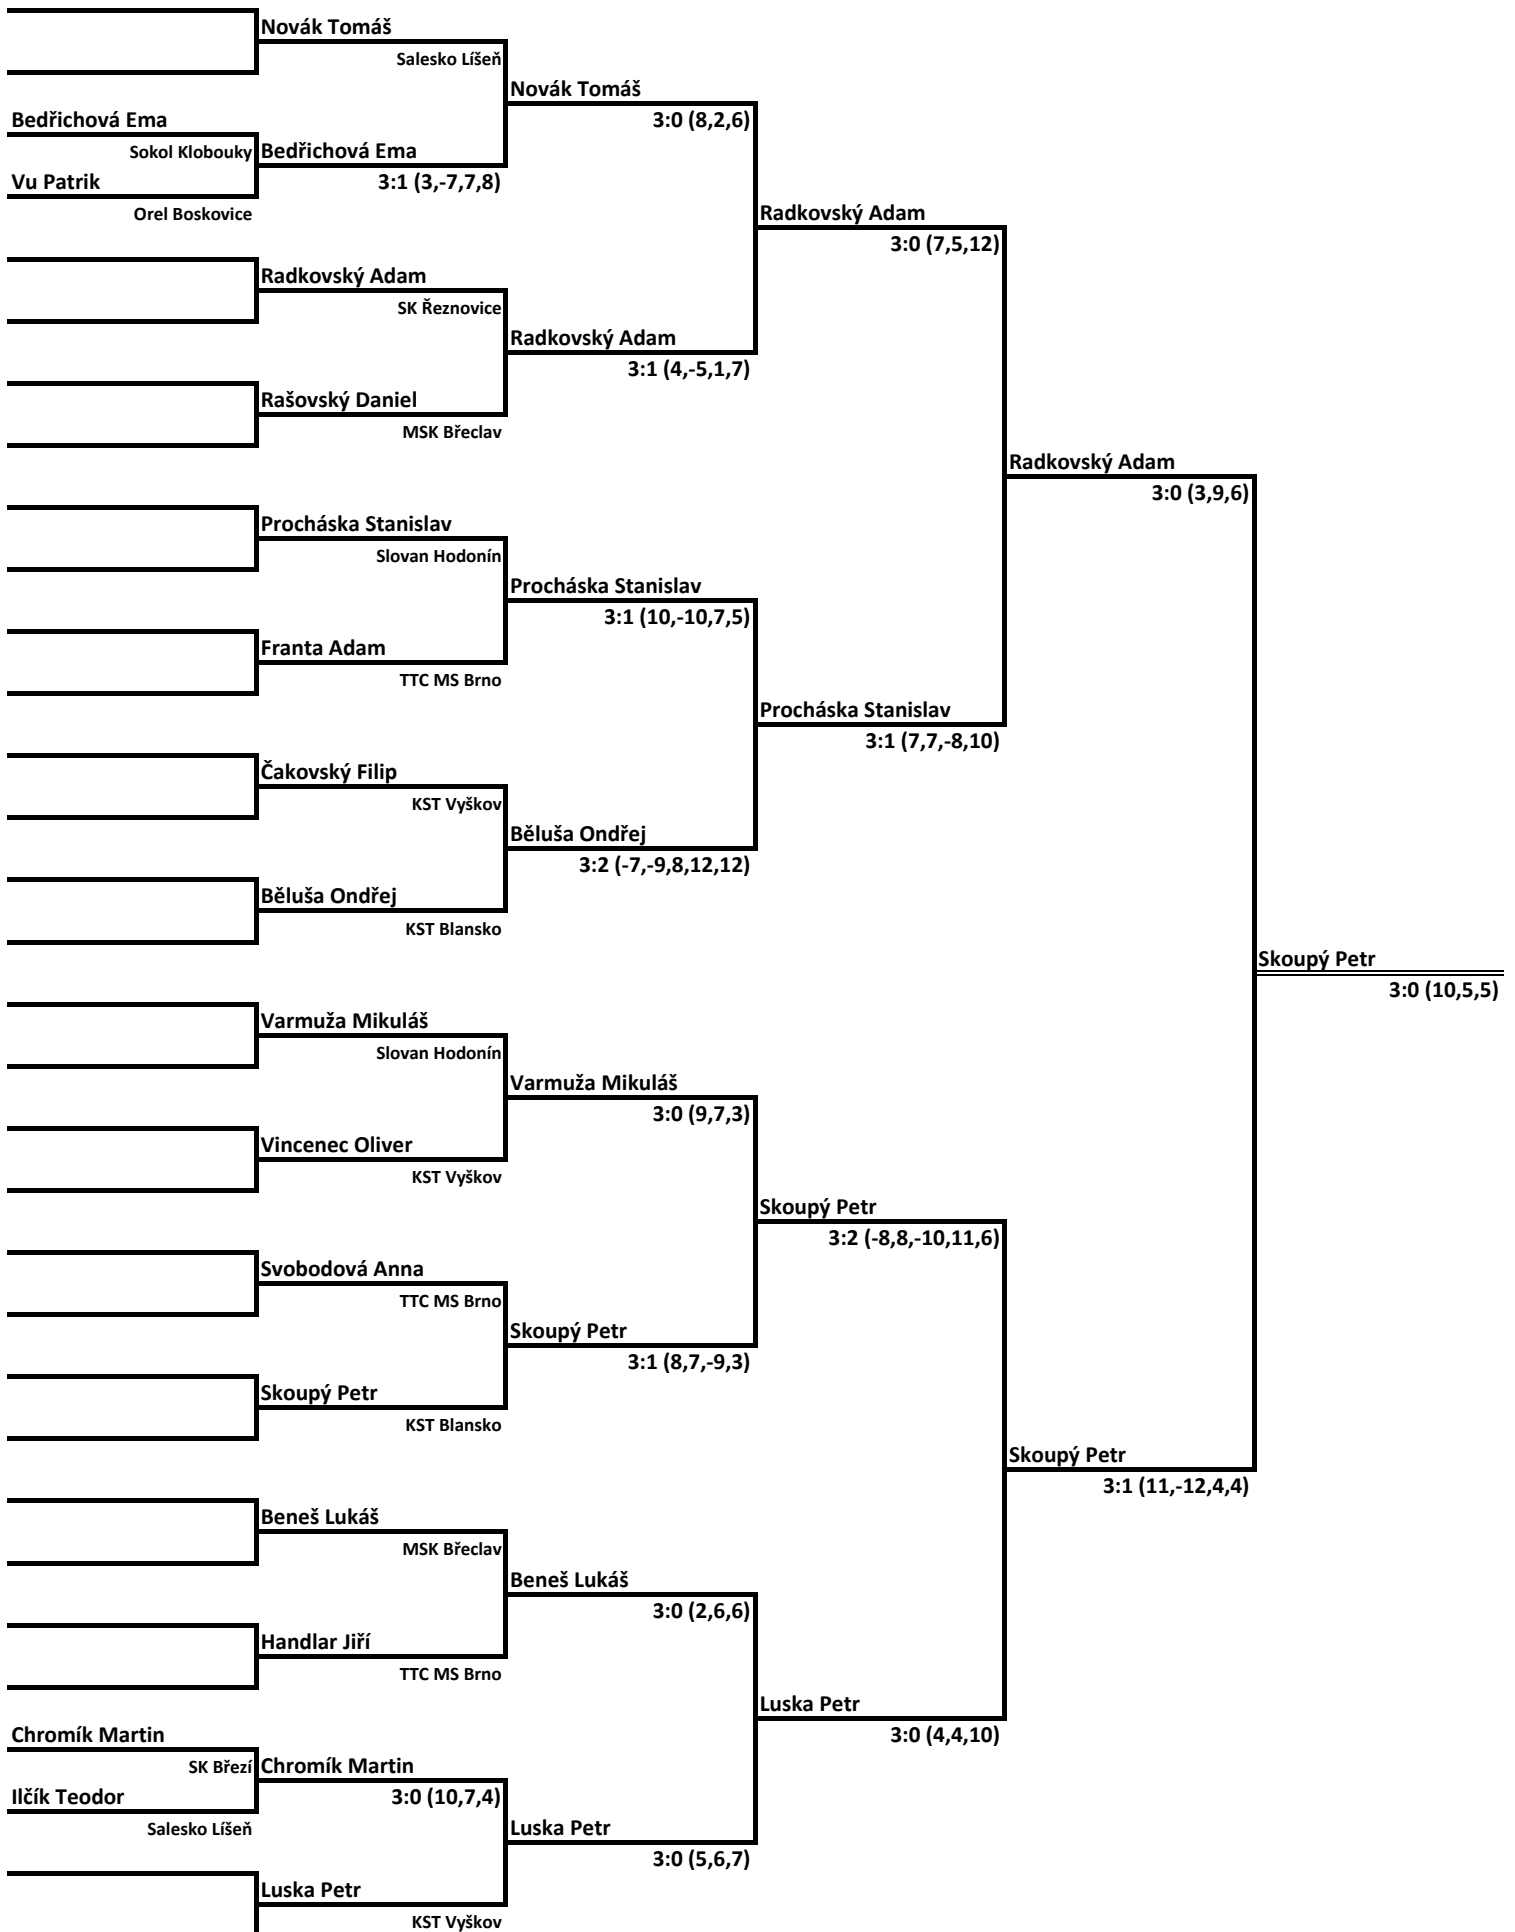 Novák Tomáš
Salesko Líšeň
Novák Tomáš
Bedřichová Ema
3:0 (8,2,6)
Sokol Klobouky
Bedřichová Ema
Vu Patrik
3:1 (3,-7,7,8)
Orel Boskovice
Radkovský Adam
3:0 (7,5,12)
Radkovský Adam
SK Řeznovice
Radkovský Adam
3:1 (4,-5,1,7)
Rašovský Daniel
MSK Břeclav
Radkovský Adam
3:0 (3,9,6)
Procháska Stanislav
Slovan Hodonín
Procháska Stanislav
3:1 (10,-10,7,5)
Franta Adam
TTC MS Brno
Procháska Stanislav
3:1 (7,7,-8,10)
Čakovský Filip
KST Vyškov
Běluša Ondřej
3:2 (-7,-9,8,12,12)
Běluša Ondřej
KST Blansko
Skoupý Petr
3:0 (10,5,5)
Varmuža Mikuláš
Slovan Hodonín
Varmuža Mikuláš
3:0 (9,7,3)
Vincenec Oliver
KST Vyškov
Skoupý Petr
3:2 (-8,8,-10,11,6)
Svobodová Anna
TTC MS Brno
Skoupý Petr
3:1 (8,7,-9,3)
Skoupý Petr
KST Blansko
Skoupý Petr
3:1 (11,-12,4,4)
Beneš Lukáš
MSK Břeclav
Beneš Lukáš
3:0 (2,6,6)
Handlar Jiří
TTC MS Brno
Luska Petr
3:0 (4,4,10)
Chromík Martin
SK Březí
Chromík Martin
Ilčík Teodor
3:0 (10,7,4)
Salesko Líšeň
Luska Petr
3:0 (5,6,7)
Luska Petr
KST Vyškov